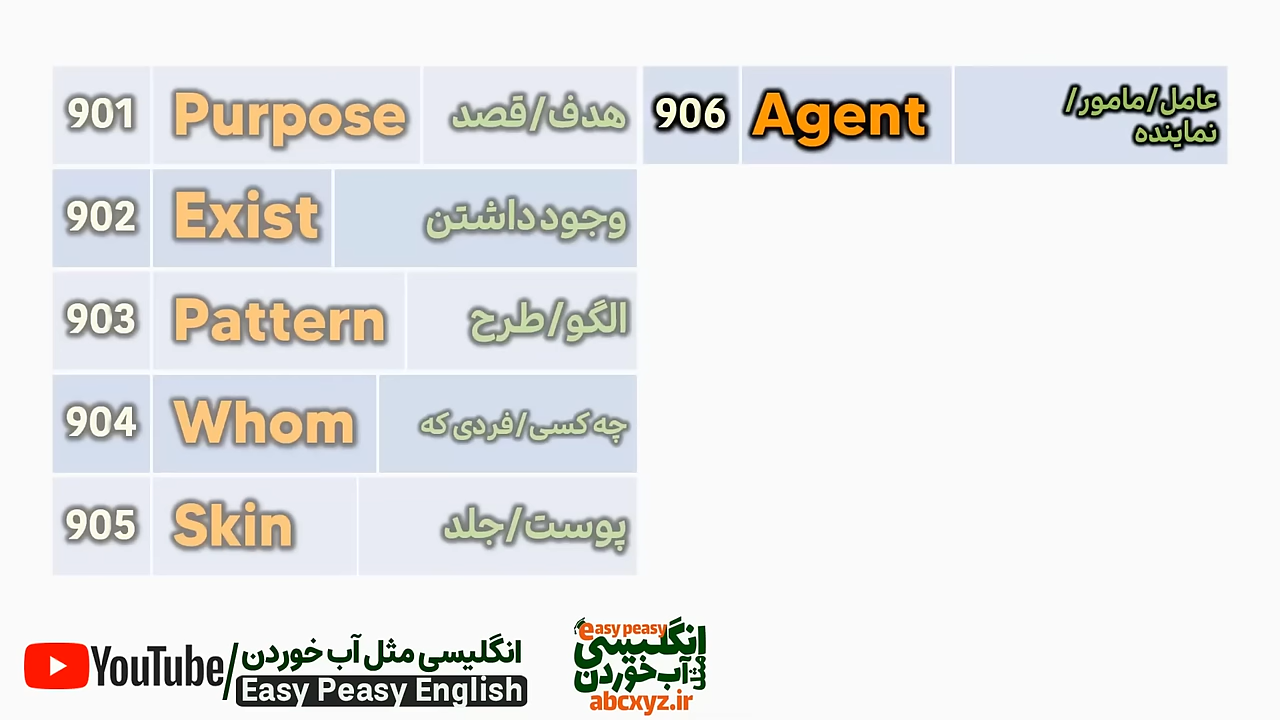 901 Purpose هدف/قصد
902 Exist وجود داشتن
903 Pattern الگو/طرح
904 Whom چه کسی/فردی که
905 Skin پوست/جلد
906 Agent عامل/مامور/
نماینده
YouTube/انگلیسی مثل آب خوردن
Easy Peasy English
easy peasy
انگلیسی
مثل آب خوردن
abcxyz.ir